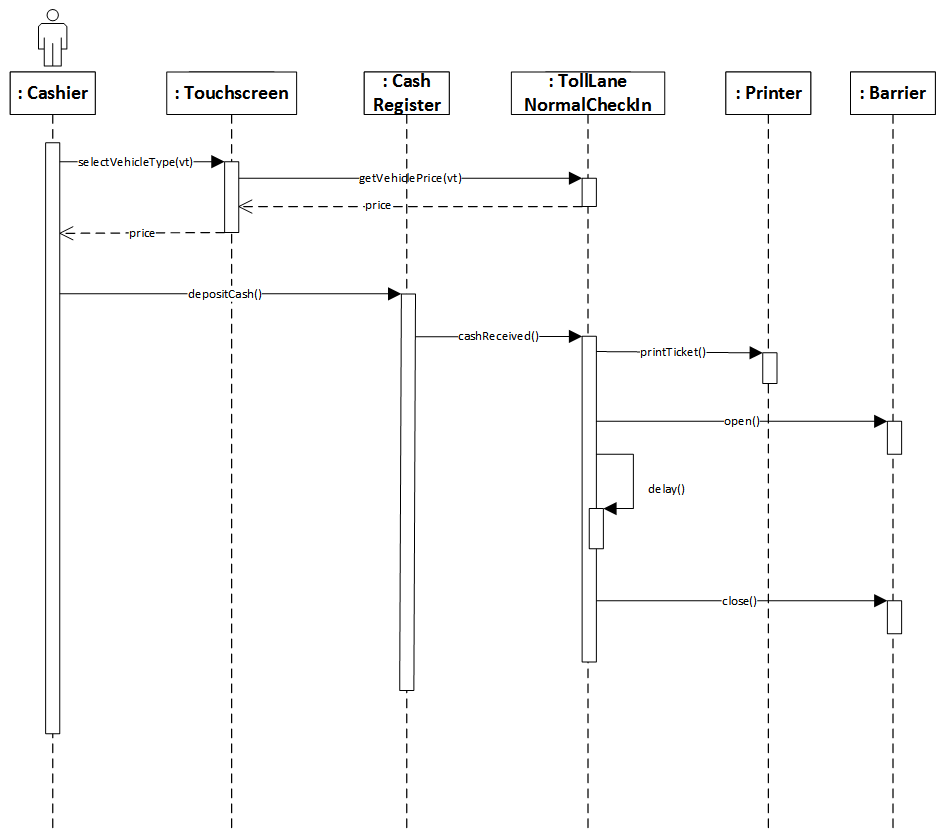 : Cashier
: Touchscreen
: Cash
Register
: TollLane
NormalCheckIn
: Printer
: Barrier
selectVehicleType(vt)
getVehiclePrice(vt)
price
price
depositCash()
cashReceived()
printTicket()
open()
delay()
close()